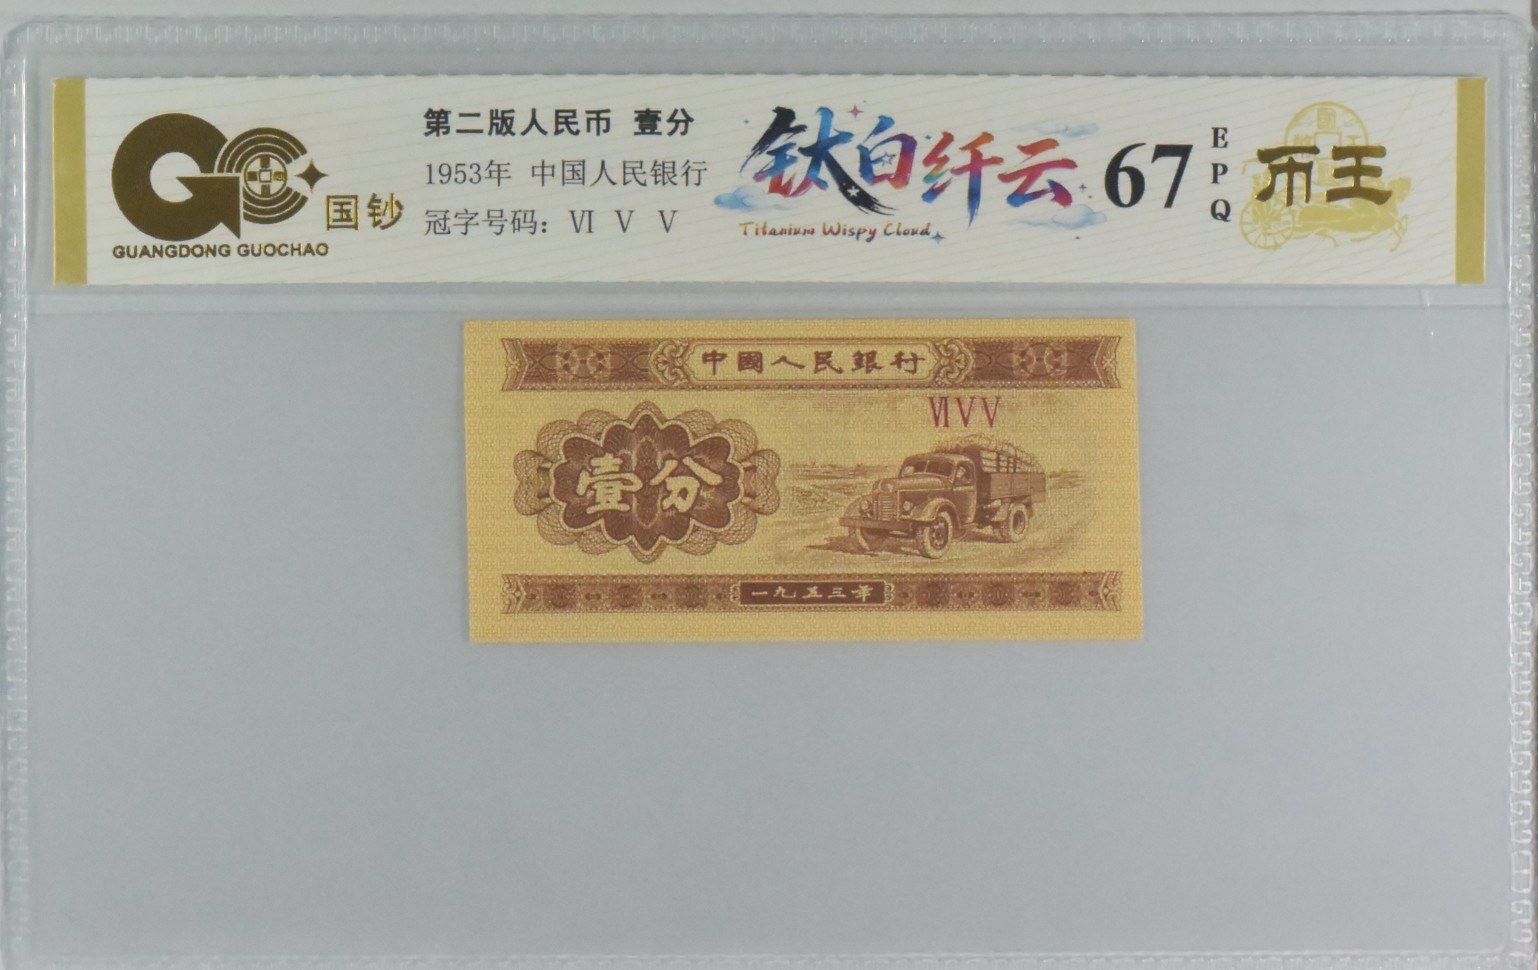 GC
国钞
GUANGDONG GUOCHAO
第二版人民币 壹分
1953年 中国人民银行
冠字号码: Ⅵ Ⅴ Ⅴ
钛白纤云
Titanium Wispy Cloud
67
EPQ
币王
中國人民銀行
ⅥⅤⅤ
壹分
一九五三年